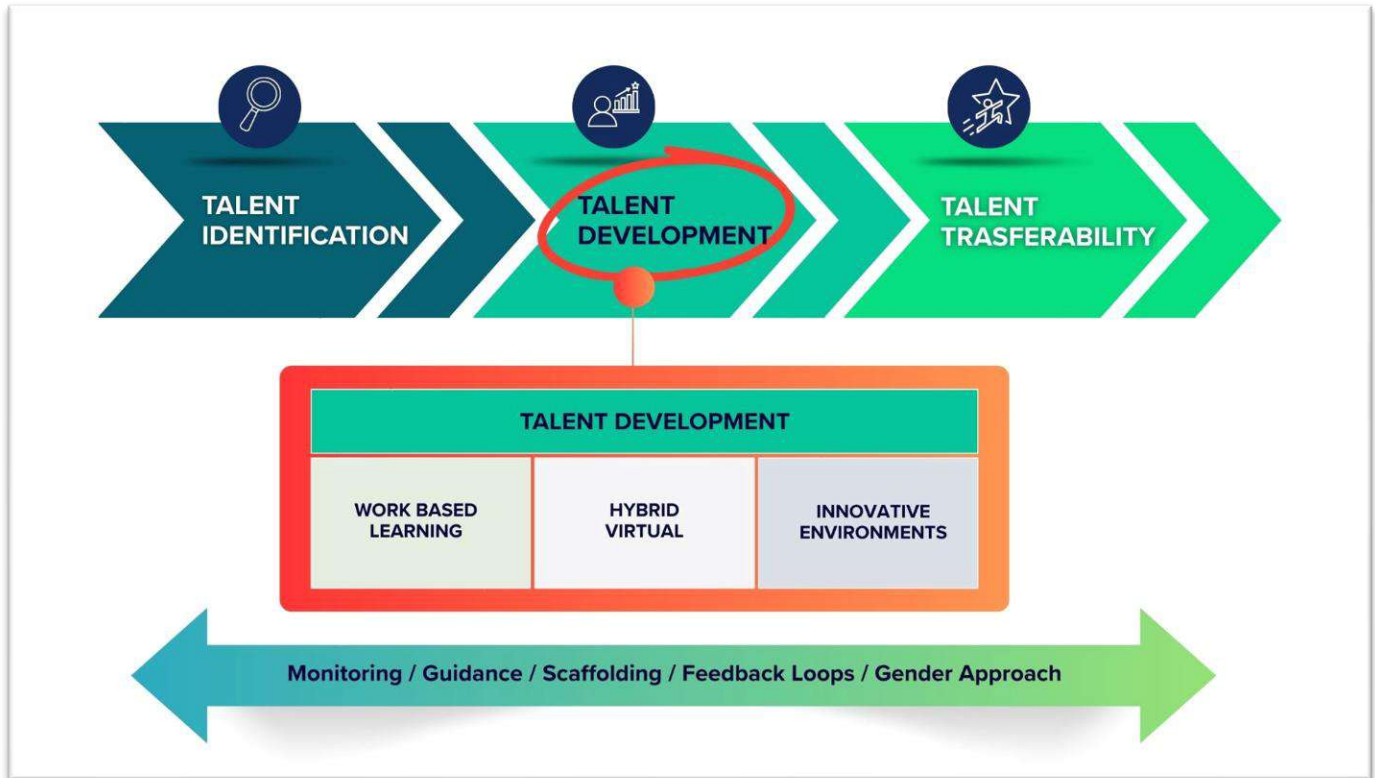 TALENT
IDENTIFICATION
TALENT
DEVELOPMENT
TALENT
TRASFERABILITY
TALENT DEVELOPMENT
WORK BASED
LEARNING
HYBRID
VIRTUAL
INNOVATIVE
ENVIRONMENTS
Monitoring / Guidance / Scaffolding / Feedback Loops / Gender Approach